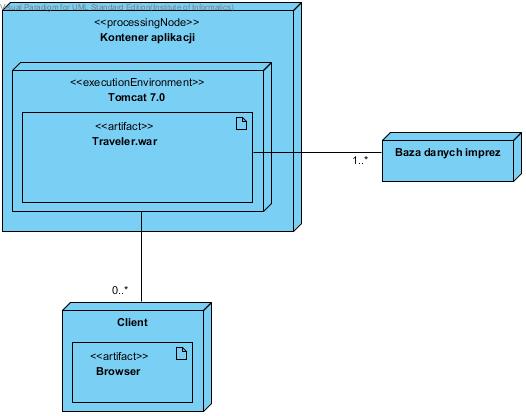 Visual Paradigm for UML Standard Edition(Institute of Informatics)
<<processingNode>>
Kontener aplikacji
<<executionEnvironment>>
Tomcat 7.0
<<artifact>>
Traveler.war
1..*
Baza danych imprez
0..*
Client
<<artifact>>
Browser